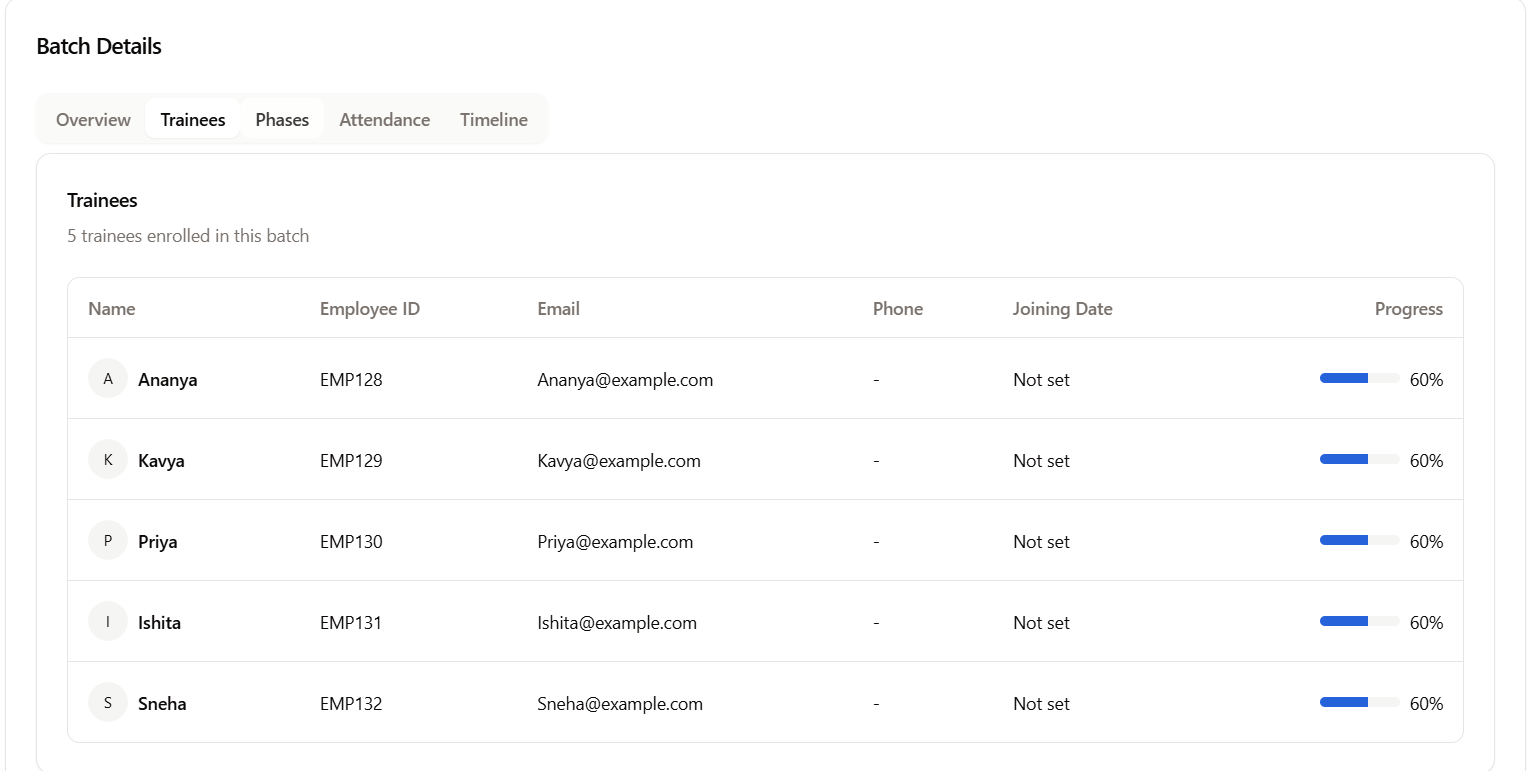 Batch Details
Overview Trainees Phases Attendance Timeline
Trainees
5 trainees enrolled in this batch
Name Employee ID Email Phone Joining Date Progress
A Ananya EMP128 Ananya@example.com - Not set 60%
K Kavya EMP129 Kavya@example.com - Not set 60%
P Priya EMP130 Priya@example.com - Not set 60%
I Ishita EMP131 Ishita@example.com - Not set 60%
S Sneha EMP132 Sneha@example.com - Not set 60%